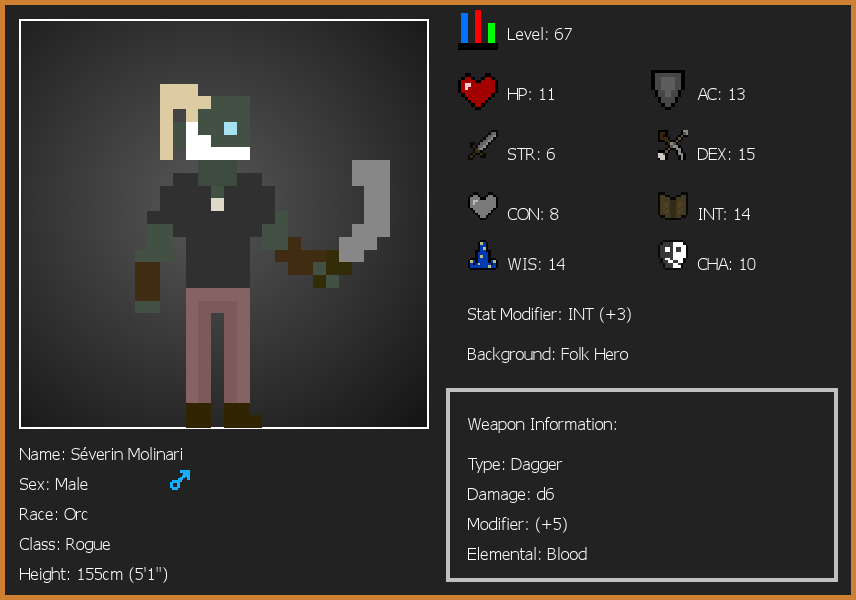 Level: 67
HP: 11
AC: 13
STR: 6
DEX: 15
CON: 8
INT: 14
WIS: 14
CHA: 10
Stat Modifier: INT (+3)
Background: Folk Hero
Weapon Information:
Type: Dagger
Damage: d6
Modifier: (+5)
Elemental: Blood
Name: Séverin Molinari
Sex: Male
Race: Orc
Class: Rogue
Height: 155cm (5'1")